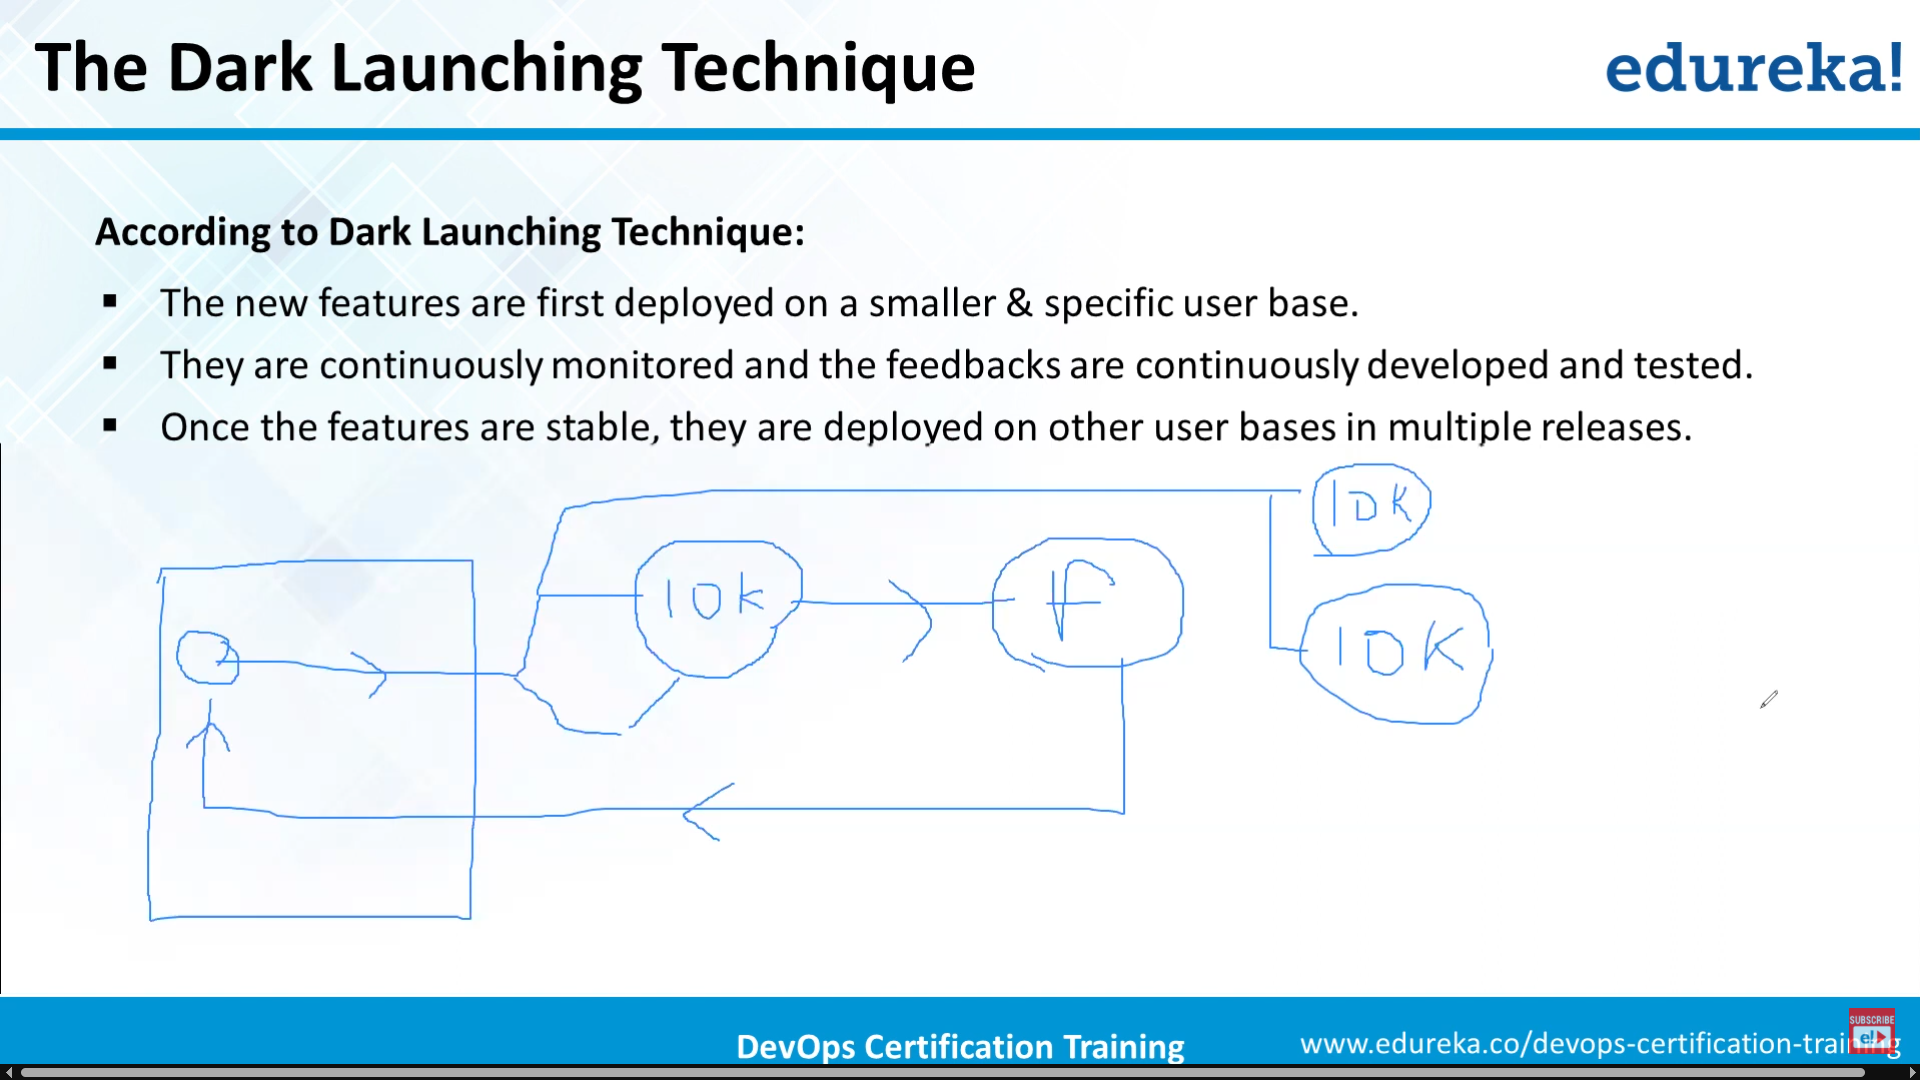 The Dark Launching Technique
edureka!
According to Dark Launching Technique:
▪ The new features are first deployed on a smaller & specific user base.
▪ They are continuously monitored and the feedbacks are continuously developed and tested.
▪ Once the features are stable, they are deployed on other user bases in multiple releases.
10K
10k
F
10K
SUBSCRIBE
e!
DevOps Certification Training
www.edureka.co/devops-certification-training